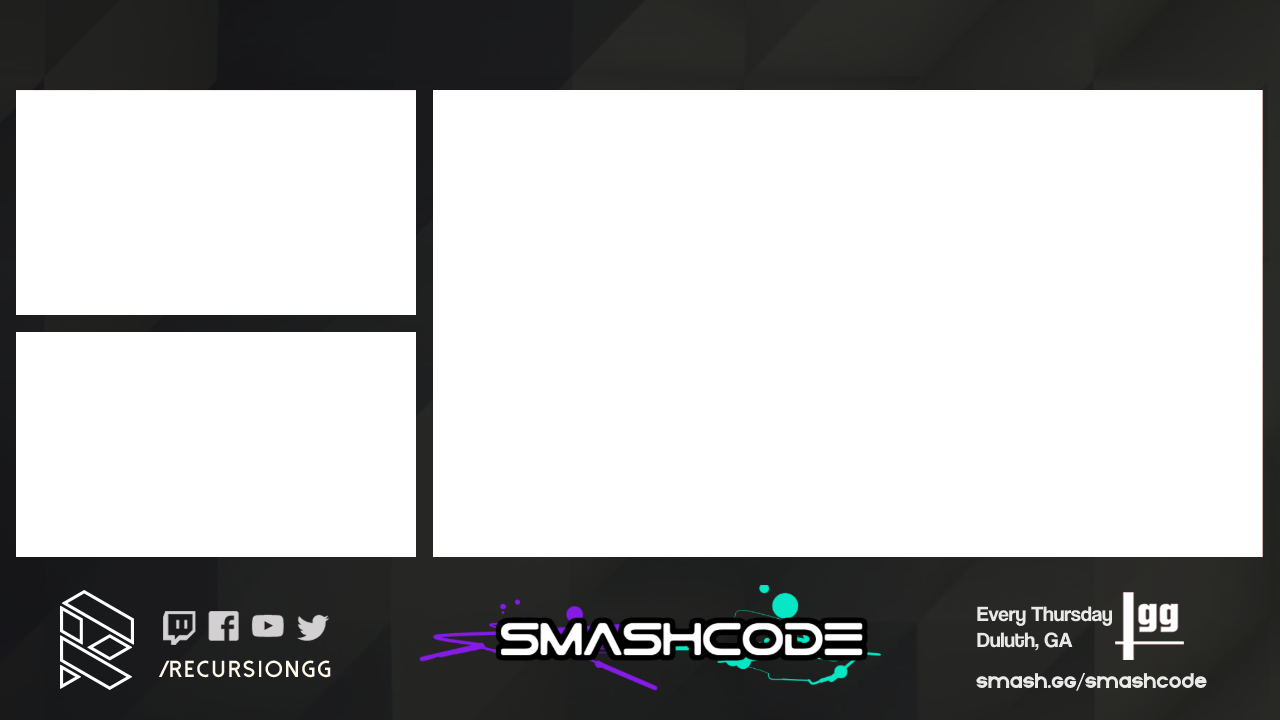 /RECURSIONGG
SMASHCODE
Every Thursday
Duluth, GA
gg
smash.gg/smashcode